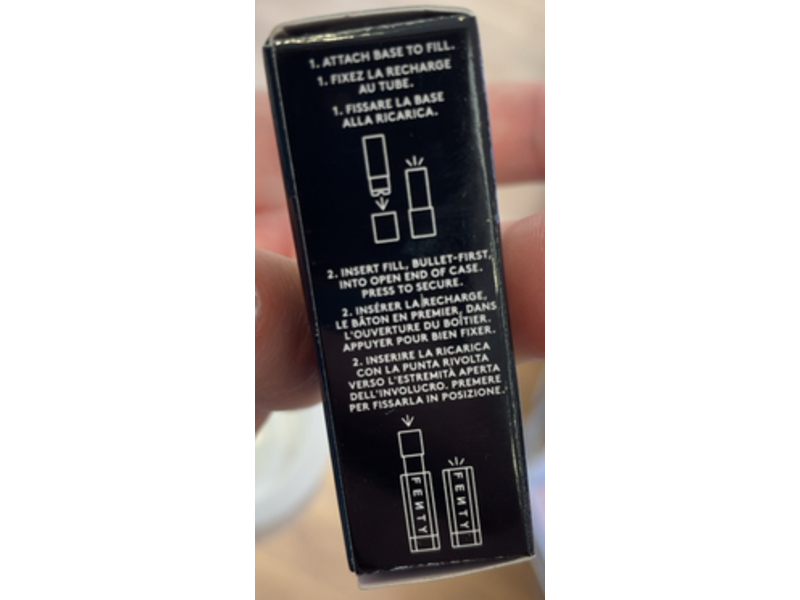 1. ATTACH BASE TO FILL.
1. FIXEZ LA RECHARGE
AU TUBE.
1. FISSARE LA BASE
ALLA RICARICA.
2. INSERT FILL, BULLET-FIRST,
INTO OPEN END OF CASE.
PRESS TO SECURE.
2. INSÉRER LA RECHARGE,
LE BÂTON EN PREMIER, DANS
L'OUVERTURE DU BOÎTIER.
APPUYER POUR BIEN FIXER.
2. INSERIRE LA RICARICA
CON LA PUNTA RIVOLTA
VERSO L'ESTREMITÀ APERTA
DELL'INVOLUCRO. PREMERE
PER FISSARLA IN POSIZIONE.
FENTY
FENTY